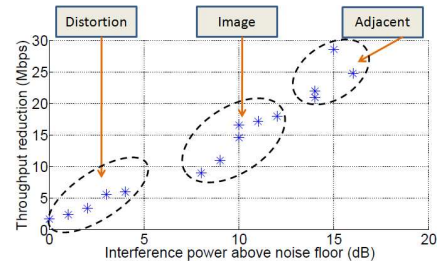 Distortion
Image
Adjacent
Throughput reduction (Mbps)
30
25
20
15
10
5
0
0 5 10 15 20
Interference power above noise floor (dB)